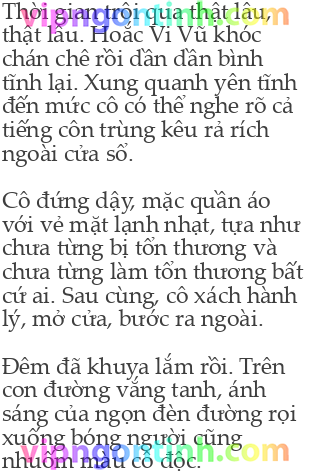 Thời gian trôi qua thật lâu,
thật lâu. Hoắc Vi Vũ khóc
chán chê rồi dần dần bình
tĩnh lại. Xung quanh yên tĩnh
đến mức cô có thể nghe rõ cả
tiếng côn trùng kêu rả rích
ngoài cửa sổ.
Cô đứng dậy, mặc quần áo
với vẻ mặt lạnh nhạt, tựa như
chưa từng bị tổn thương và
chưa từng làm tổn thương bất
cứ ai. Sau cùng, cô xách hành
lý, mở cửa, bước ra ngoài.
Đêm đã khuya lắm rồi. Trên
con đường vắng tanh, ánh
sáng của ngọn đèn đường rọi
xuống bóng người cũng
nhuốm màu cô độc.
vipngontinh.com
vipngontinh.com